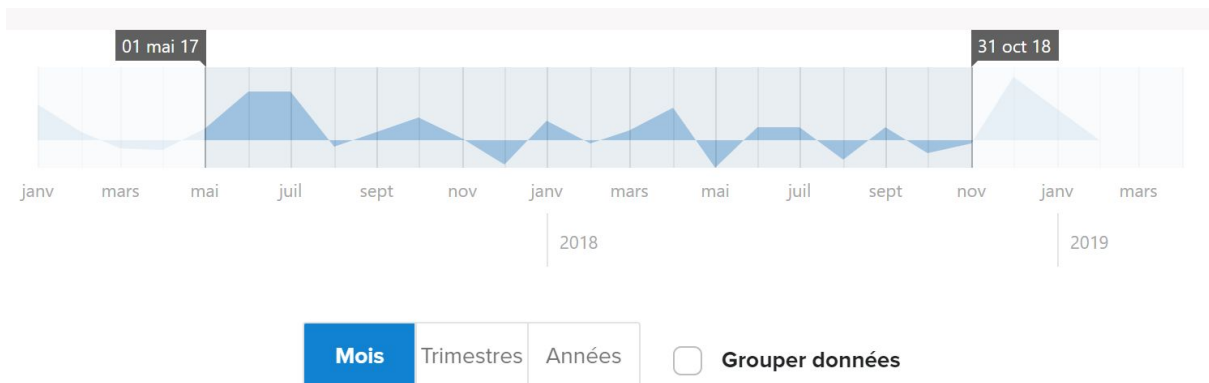 01 mai 17 31 oct 18
janv mars mai juil sept nov janv mars mai juil sept nov janv mars
2018 2019
Mois Trimestres Années Grouper données